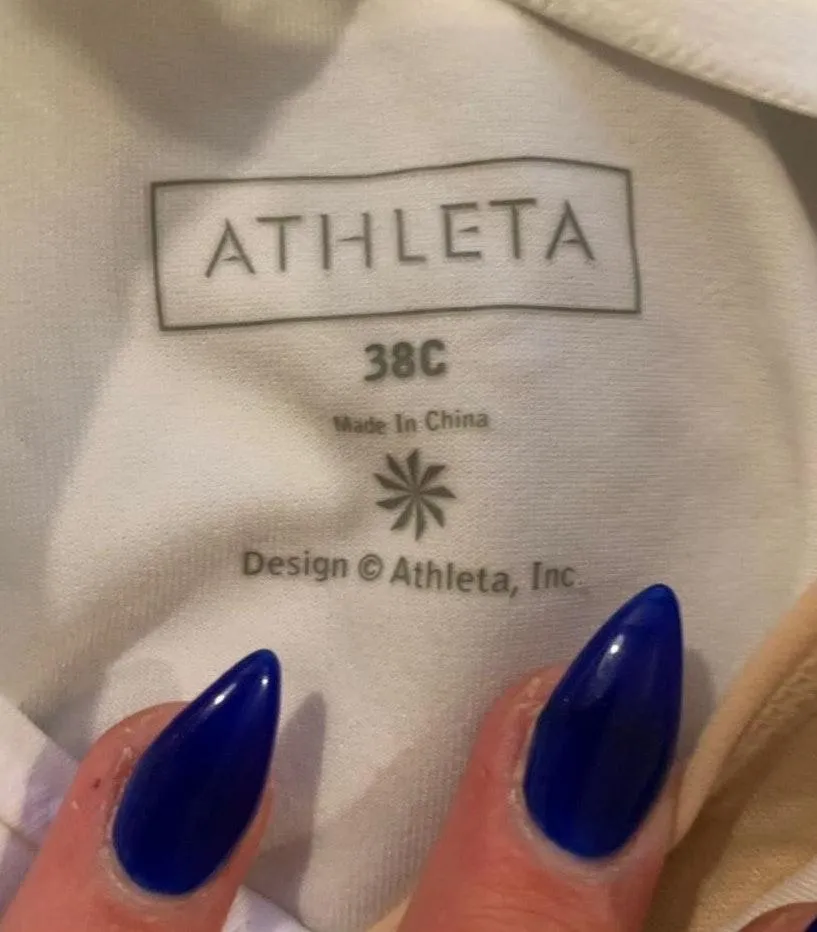 ATHLETA
38C
Made In China
Design © Athleta, Inc.